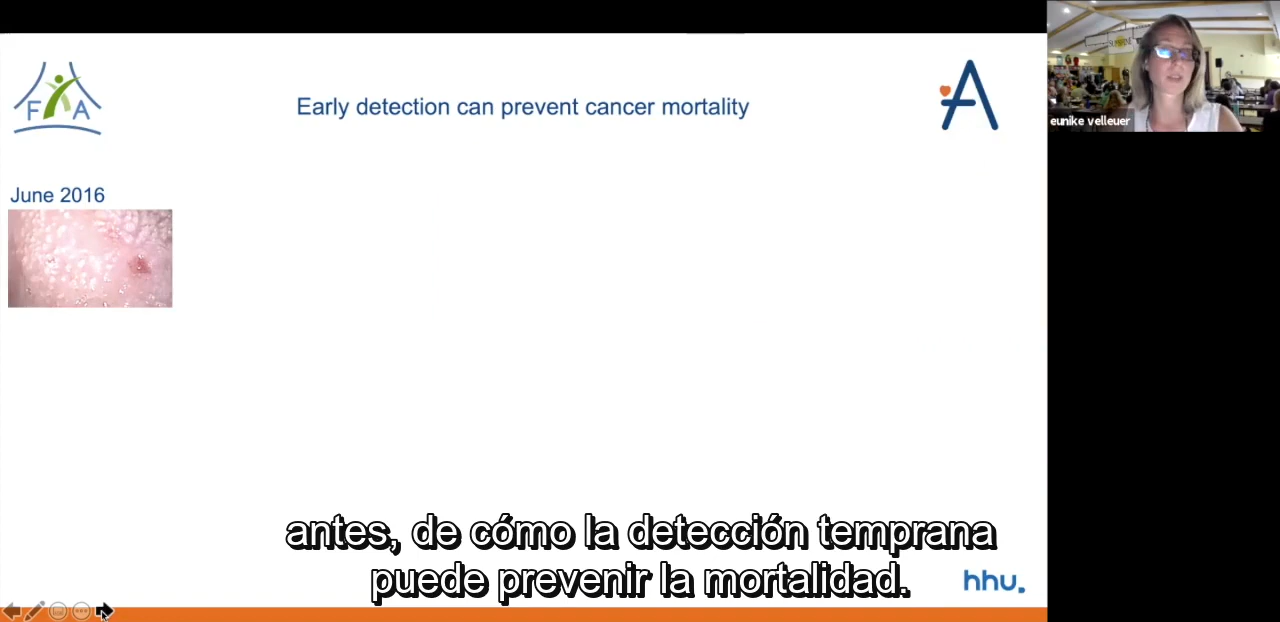 F A
Early detection can prevent cancer mortality
A
eunike velleuer
June 2016
antes, de cómo la detección temprana
puede prevenir la mortalidad.
hhu.